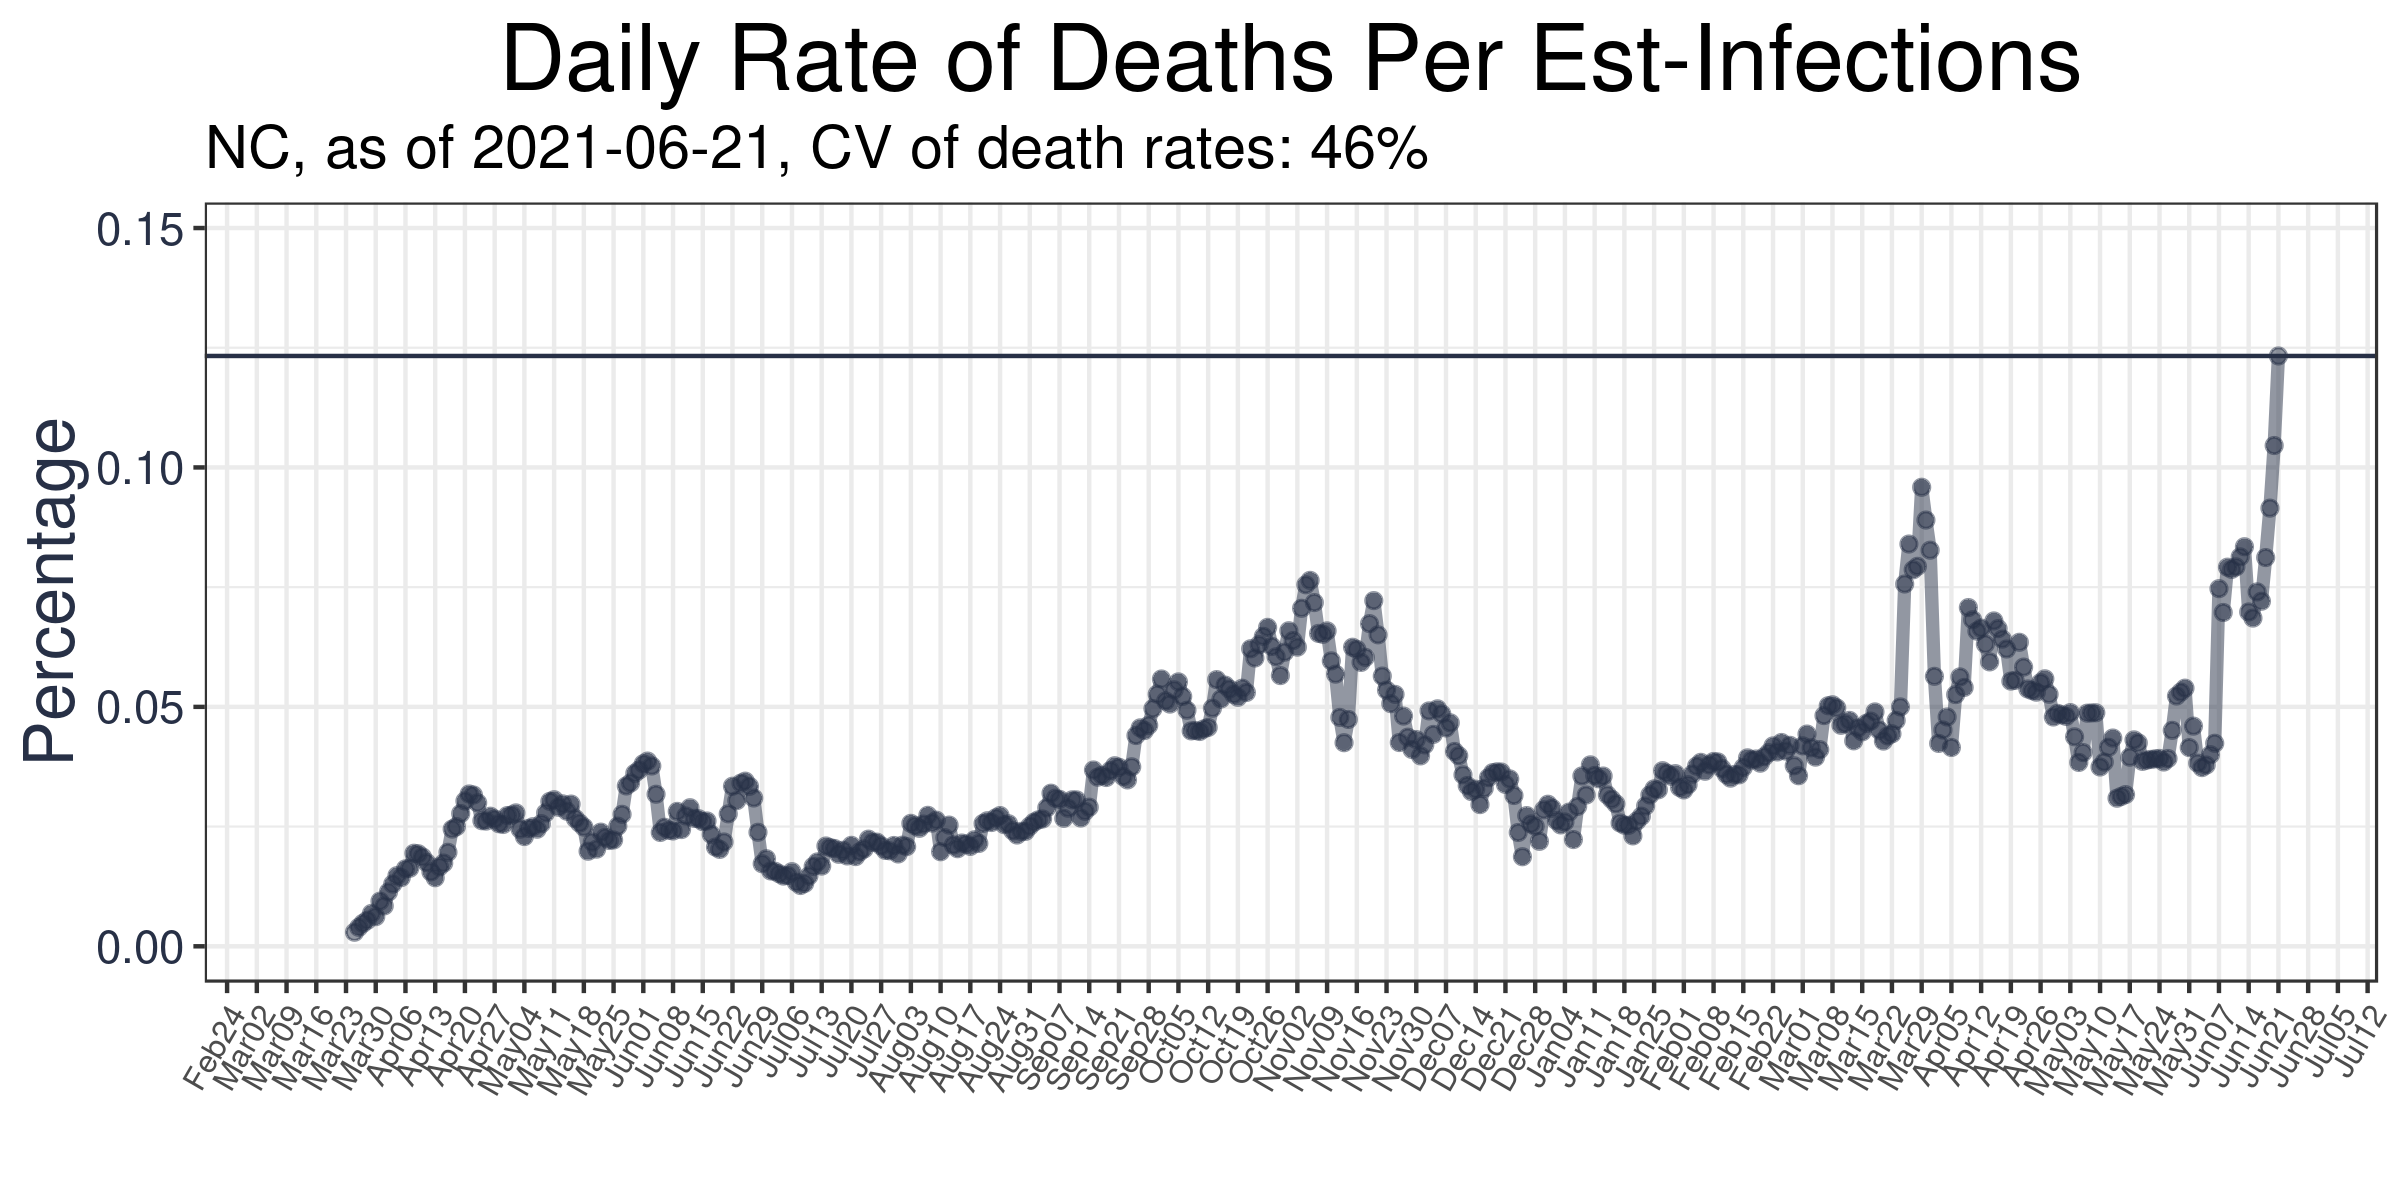 Daily Rate of Deaths Per Est-Infections
NC, as of 2021-06-21, CV of death rates: 46%
Percentage
0.15
0.10
0.05
0.00
Feb24
Mar02
Mar09
Mar16
Mar23
Mar30
Apr06
Apr13
Apr20
Apr27
May04
May11
May18
May25
Jun01
Jun08
Jun15
Jun22
Jun29
Jul06
Jul13
Jul20
Jul27
Aug03
Aug10
Aug17
Aug24
Aug31
Sep07
Sep14
Sep21
Sep28
Oct05
Oct12
Oct19
Oct26
Nov02
Nov09
Nov16
Nov23
Nov30
Dec07
Dec14
Dec21
Dec28
Dec04
Jan11
Jan18
Jan25
Feb01
Feb08
Feb15
Feb22
Mar01
Mar08
Mar15
Mar22
Mar29
Apr05
Apr12
Apr19
Apr26
May03
May10
May17
May24
May31
May07
Jun14
Jun21
Jun28
Jul05
Jul12